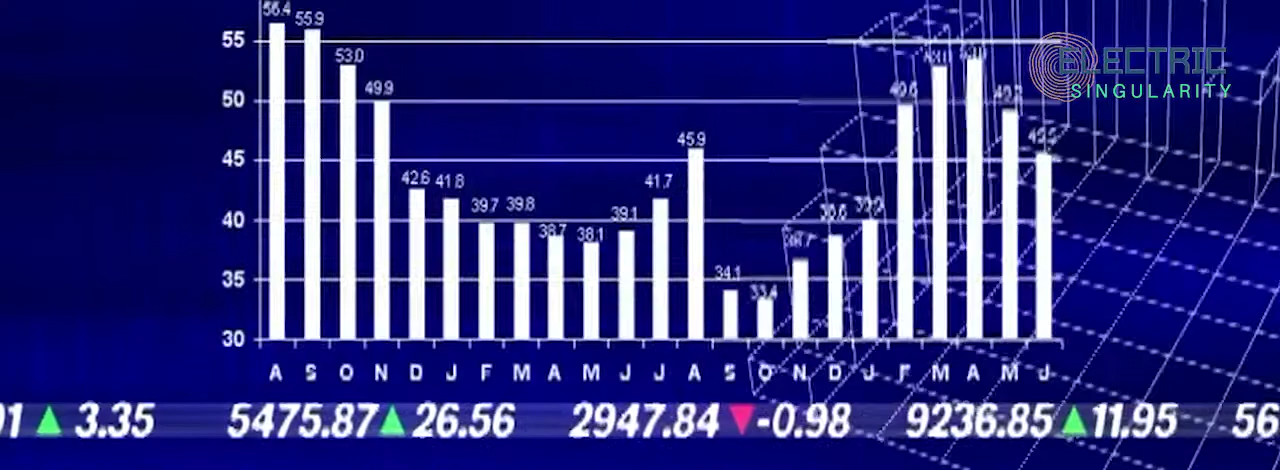 56.4 55.9 53.0 49.9 42.6 41.8 39.7 39.8 38.7 38.1 39.1 41.7 45.9 34.1 33.4
ELECTRIC
SINGULARITY
55
50
45
40
35
30
A S O N D J F M A M J J A S O N D J F M A M J
01 ▲ 3.35 5475.87 ▲ 26.56 2947.84 ▼ -0.98 9236.85 ▲ 11.95 56